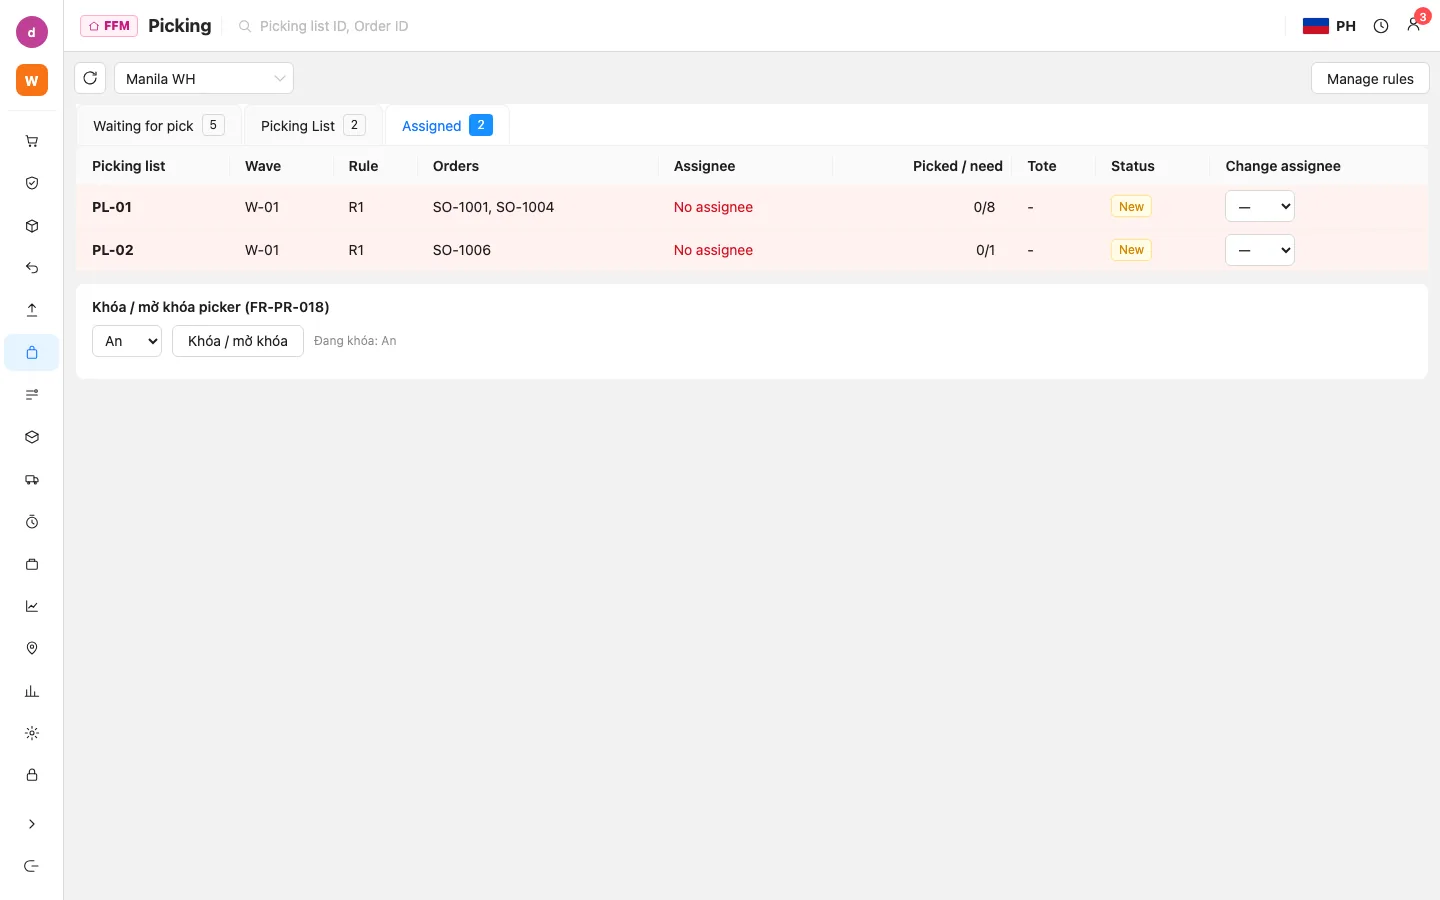 d
FFM Picking Picking list ID, Order ID PH 3
W
Manila WH Manage rules
Waiting for pick 5 Picking List 2 Assigned 2
Picking list Wave Rule Orders Assignee Picked / need Tote Status Change assignee
PL-01 W-01 R1 SO-1001, SO-1004 No assignee 0/8 - New —
PL-02 W-01 R1 SO-1006 No assignee 0/1 - New —
Khóa / mở khóa picker (FR-PR-018)
An Khóa / mở khóa Đang khóa: An